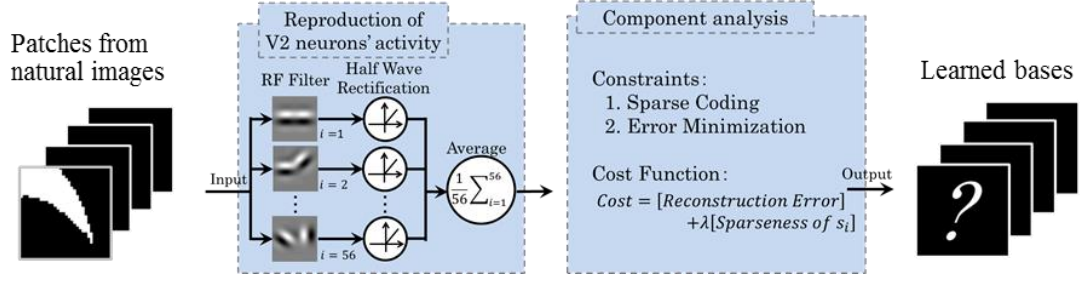 Patches from
natural images
Reproduction of
V2 neurons' activity
RF Filter
Half Wave
Rectification
i =1
i = 2
i = 56
Input
Average
1/56 ∑_{i=1}^{56}
Component analysis
Constraints:
1. Sparse Coding
2. Error Minimization
Cost Function:
Cost = [Reconstruction Error]
+λ[Sparseness of s_i]
Output
Learned bases
?